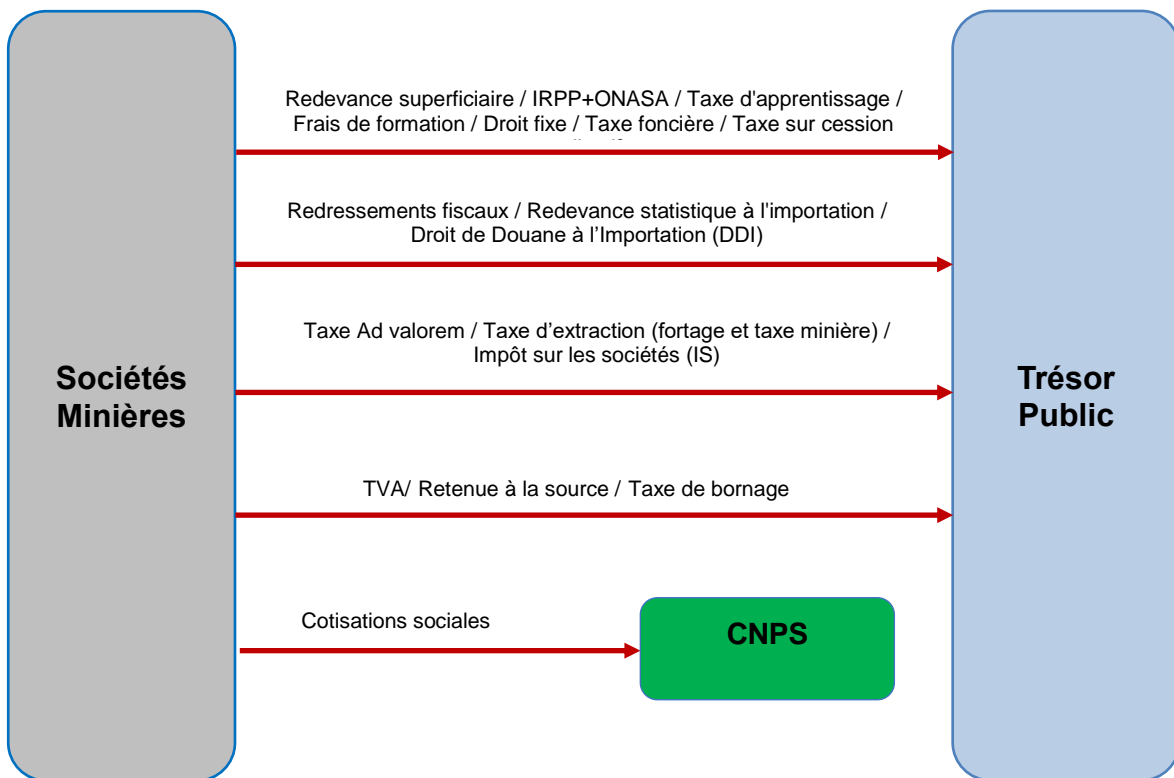 Redevance superficiaire / IRPP+ONASA / Taxe d'apprentissage /
Frais de formation / Droit fixe / Taxe foncière / Taxe sur cession
Redressements fiscaux / Redevance statistique à l'importation /
Droit de Douane à l’Importation (DDI)
Taxe Ad valorem / Taxe d’extraction (fortage et taxe minière) /
Impôt sur les sociétés (IS)
Sociétés
Minières
Trésor
Public
TVA/ Retenue à la source / Taxe de bornage
Cotisations sociales
CNPS